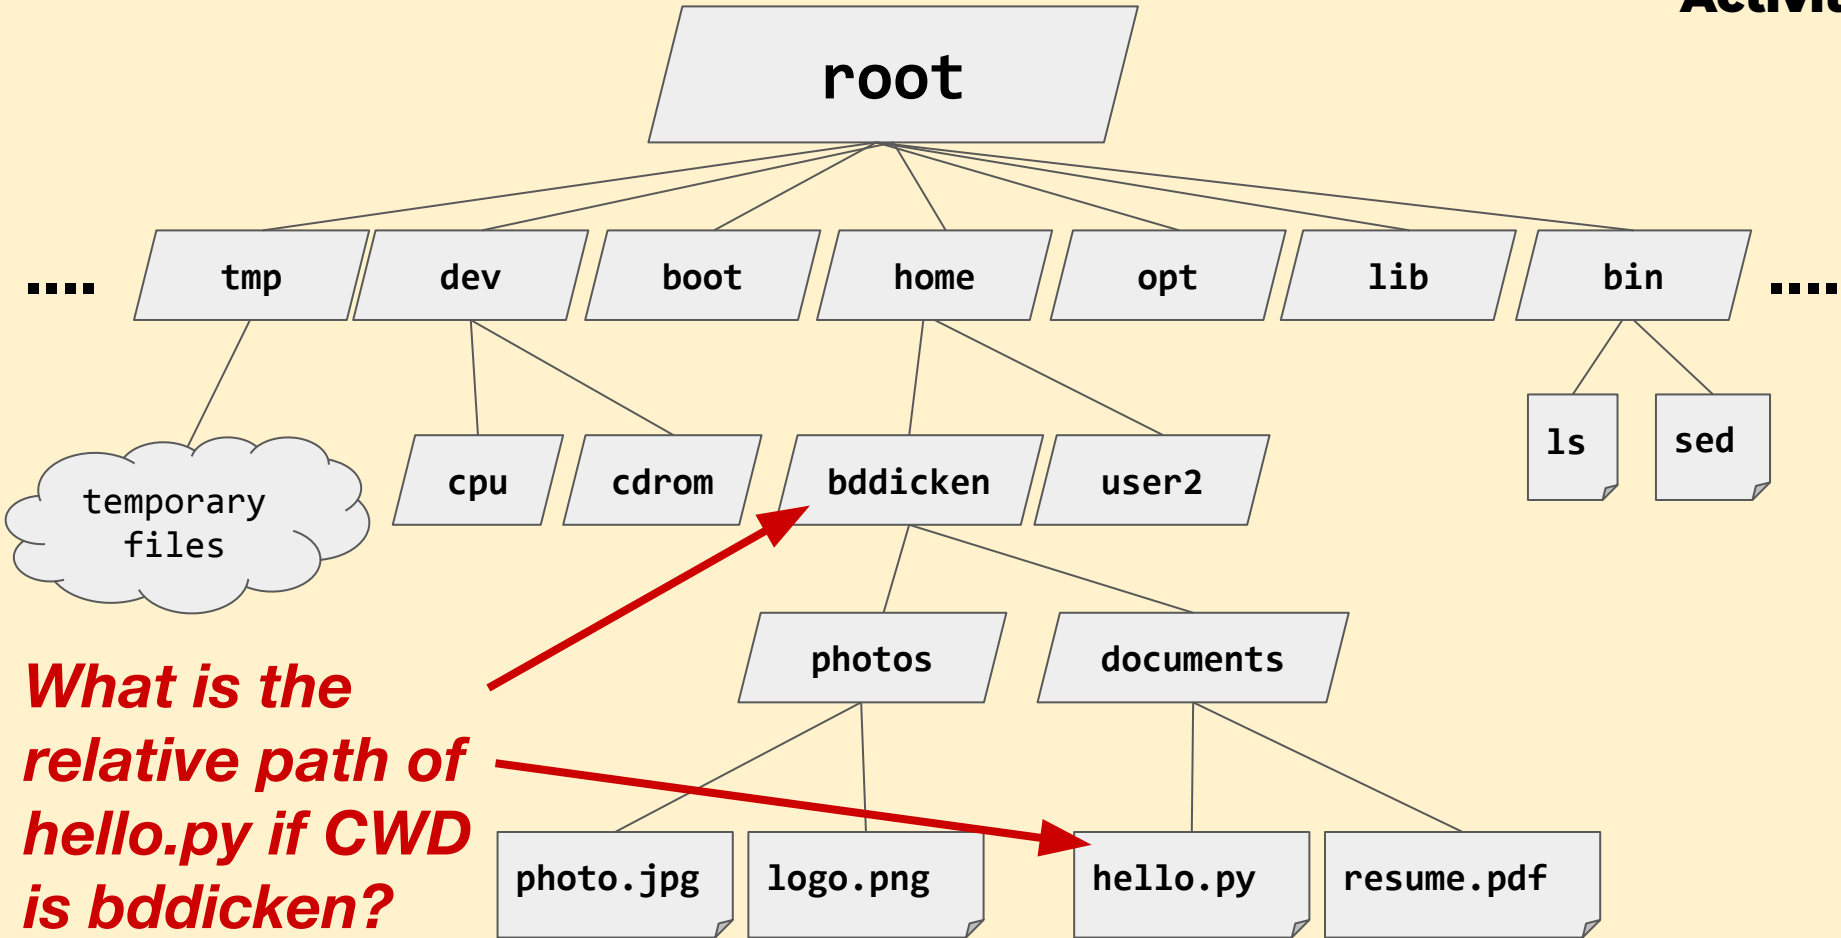 root
tmp
dev
boot
home
opt
lib
bin
temporary
files
cpu
cdrom
bddicken
user2
ls
sed
photos
documents
What is the
relative path of
hello.py if CWD
is bddicken?
photo.jpg
logo.png
hello.py
resume.pdf